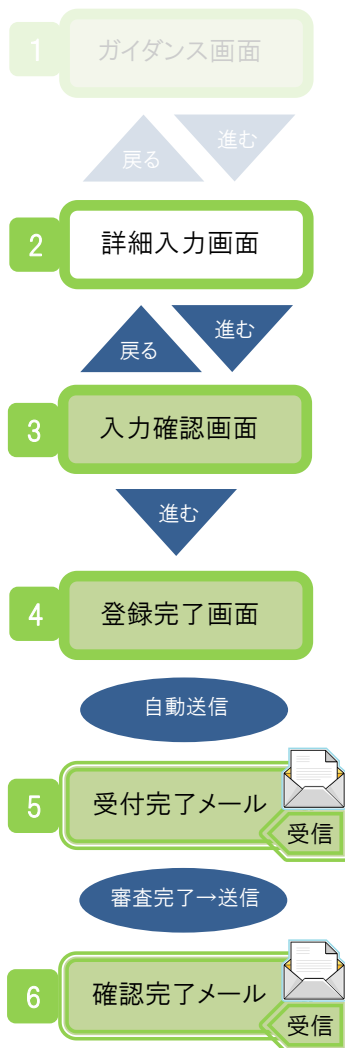 1 ガイダンス画面
戻る 進む
2 詳細入力画面
戻る 進む
3 入力確認画面
進む
4 登録完了画面
自動送信
5 受付完了メール
受信
審査完了→送信
6 確認完了メール
受信